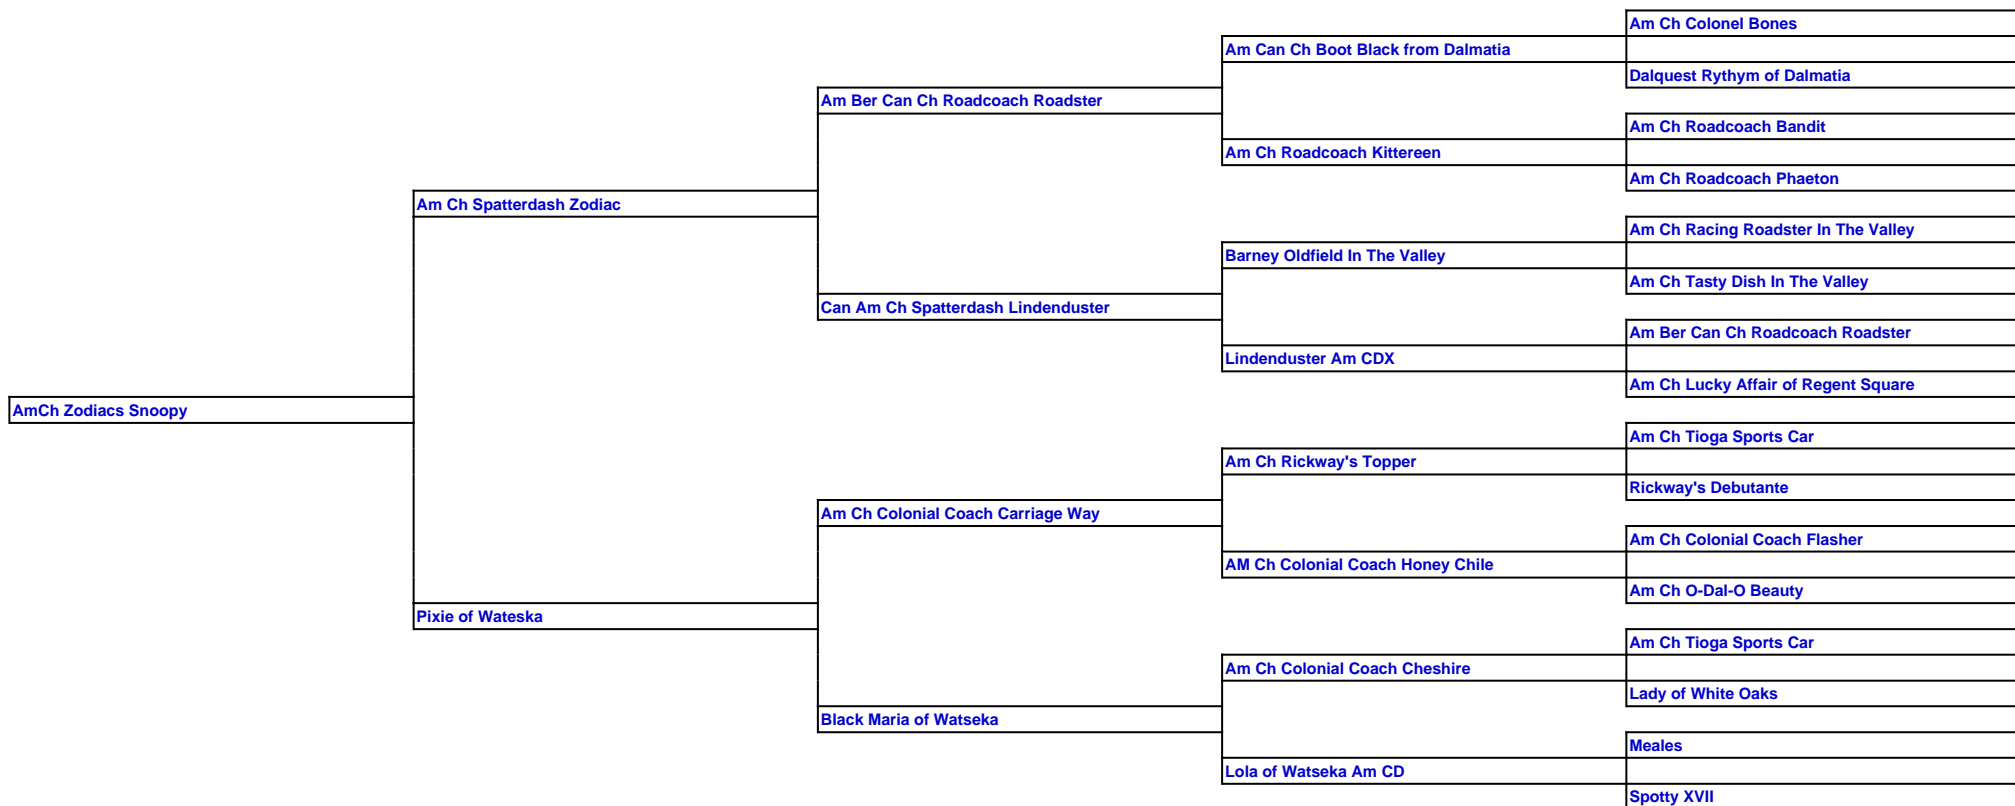 Am Ch Colonel Bones
Am Can Ch Boot Black from Dalmatia
Dalquest Rythym of Dalmatia
Am Ber Can Ch Roadcoach Roadster
Am Ch Roadcoach Bandit
Am Ch Roadcoach Kittereen
Am Ch Roadcoach Phaeton
Am Ch Spatterdash Zodiac
Am Ch Racing Roadster In The Valley
Barney Oldfield In The Valley
Am Ch Tasty Dish In The Valley
Can Am Ch Spatterdash Lindenduster
Am Ber Can Ch Roadcoach Roadster
Lindenduster Am CDX
Am Ch Lucky Affair of Regent Square
AmCh Zodiacs Snoopy
Am Ch Tioga Sports Car
Am Ch Rickway's Topper
Rickway's Debutante
Am Ch Colonial Coach Carriage Way
Am Ch Colonial Coach Flasher
AM Ch Colonial Coach Honey Chile
Am Ch O-Dal-O Beauty
Pixie of Wateska
Am Ch Tioga Sports Car
Am Ch Colonial Coach Cheshire
Lady of White Oaks
Black Maria of Watseka
Meales
Lola of Watseka Am CD
Spotty XVII